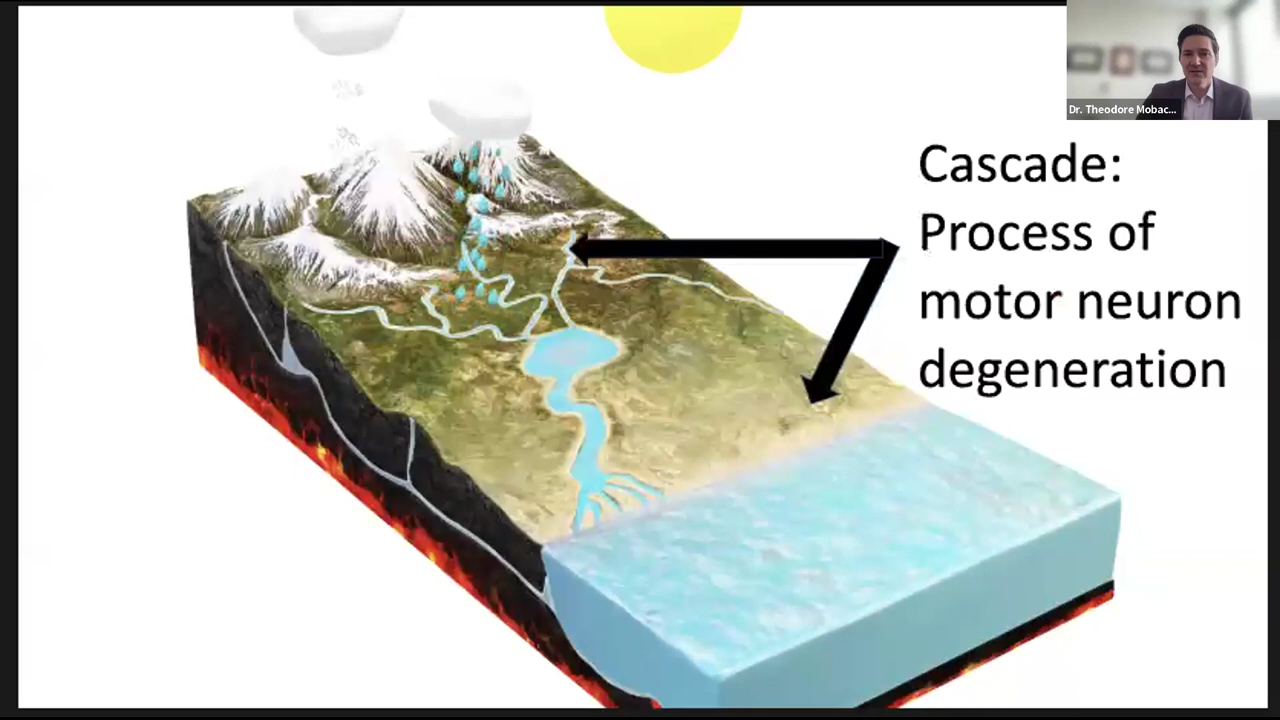 Dr. Theodore Mobac...
Cascade:
Process of
motor neuron
degeneration